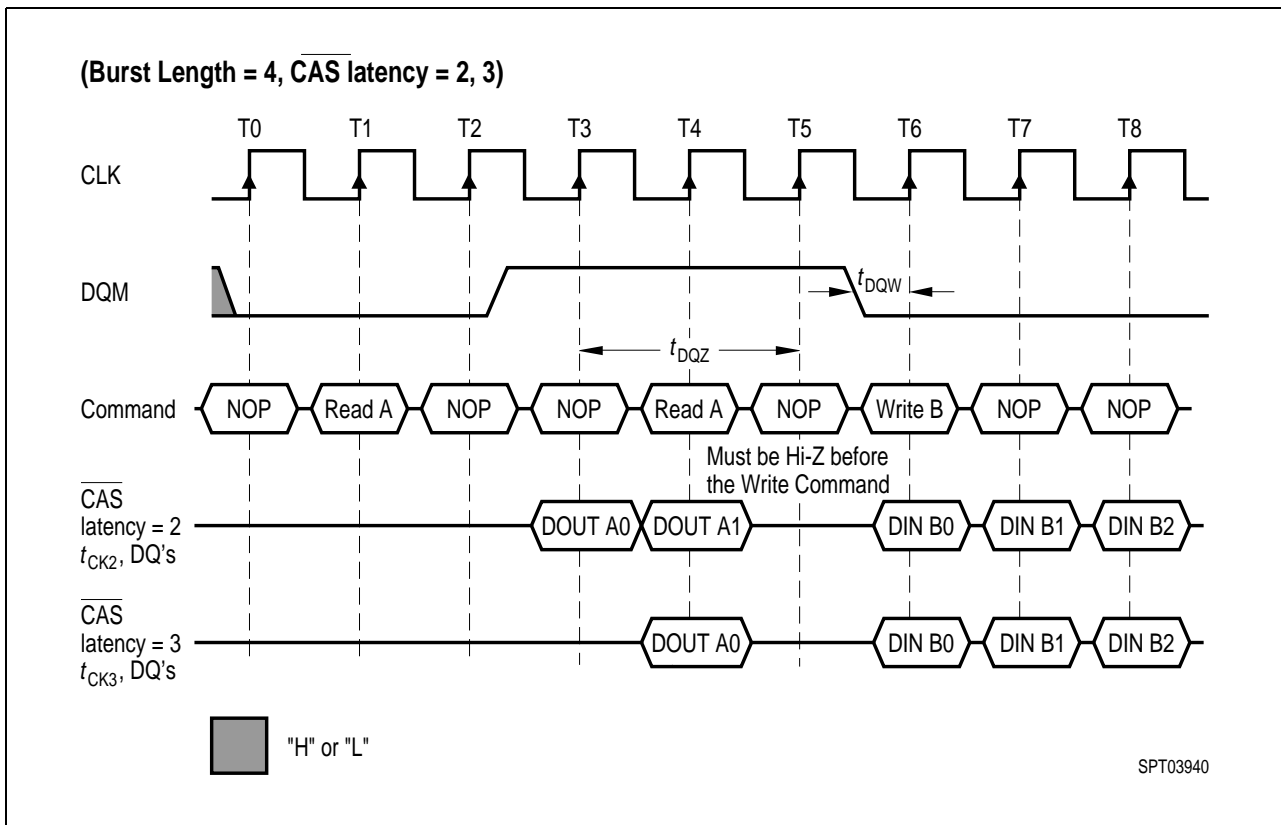 (Burst Length = 4, CAS latency = 2, 3)
T0 T1 T2 T3 T4 T5 T6 T7 T8
CLK
DQM
tDQW
tDQZ
Command NOP Read A NOP NOP Read A NOP Write B NOP NOP
Must be Hi-Z before
the Write Command
CAS
latency = 2
tCK2, DQ's
DOUT A0 DOUT A1 DIN B0 DIN B1 DIN B2
CAS
latency = 3
tCK3, DQ's
DOUT A0 DIN B0 DIN B1 DIN B2
"H" or "L"
SPT03940